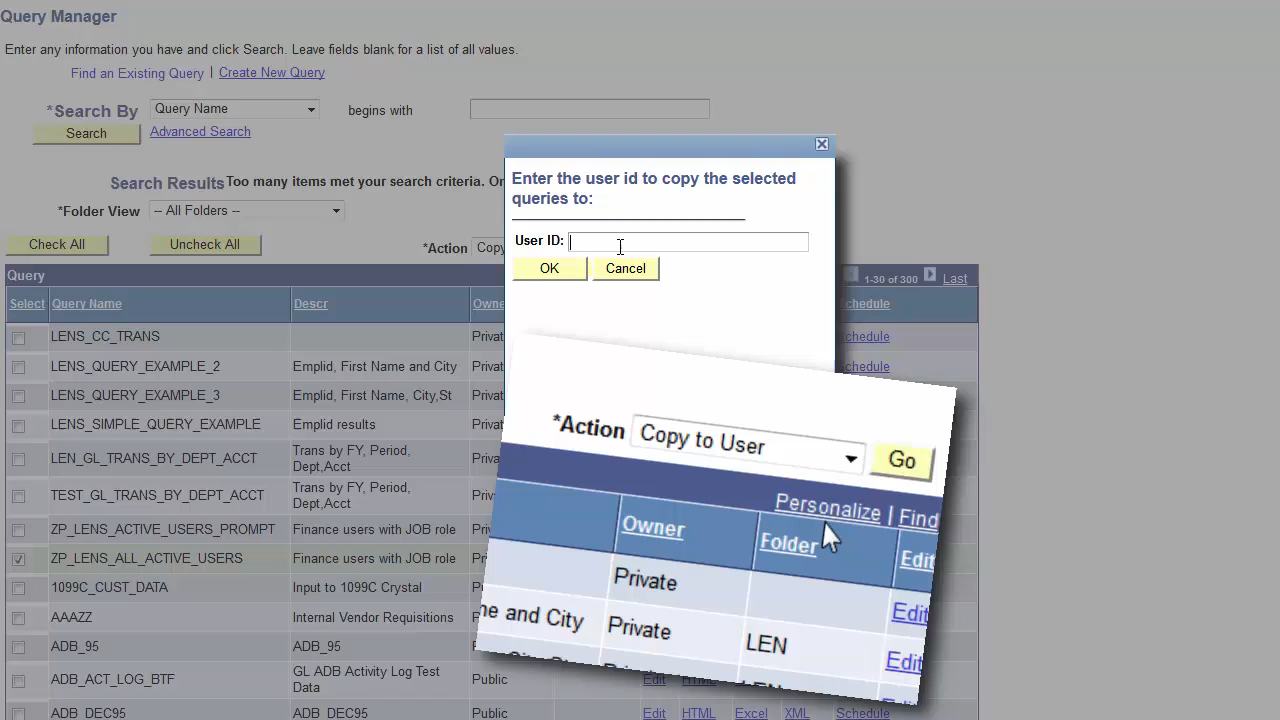 Query Manager
Enter any information you have and click Search. Leave fields blank for a list of all values.
Find an Existing Query | Create New Query
*Search By Query Name begins with
Search Advanced Search
Search Results Too many items met your search criteria.
*Folder View -- All Folders --
Check All Uncheck All *Action
Query 1-30 of 300 Last
Select Query Name Descr
LENS_CC_TRANS
LENS_QUERY_EXAMPLE_2 Emplid, First Name and City
LENS_QUERY_EXAMPLE_3 Emplid, First Name, City,St
LENS_SIMPLE_QUERY_EXAMPLE Emplid results
LEN_GL_TRANS_BY_DEPT_ACCT Trans by FY, Period, Dept,Acct
TEST_GL_TRANS_BY_DEPT_ACCT Trans by FY, Period, Dept,Acct
ZP_LENS_ACTIVE_USERS_PROMPT Finance users with JOB role
ZP_LENS_ALL_ACTIVE_USERS Finance users with JOB role
1099C_CUST_DATA Input to 1099C Crystal Public
AAAZZ Internal Vendor Requisitions Public
ADB_95 ADB_95 Public
ADB_ACT_LOG_BTF GL ADB Activity Log Test Data Public Edit
ADB_DEC95 Public Edit HTML Excel XML Schedule
Enter the user id to copy the selected
queries to:
User ID:
OK Cancel
*Action Copy to User Go
Personalize | Find
Owner Folder Edit
Private Edit
me and City Private LEN Edit